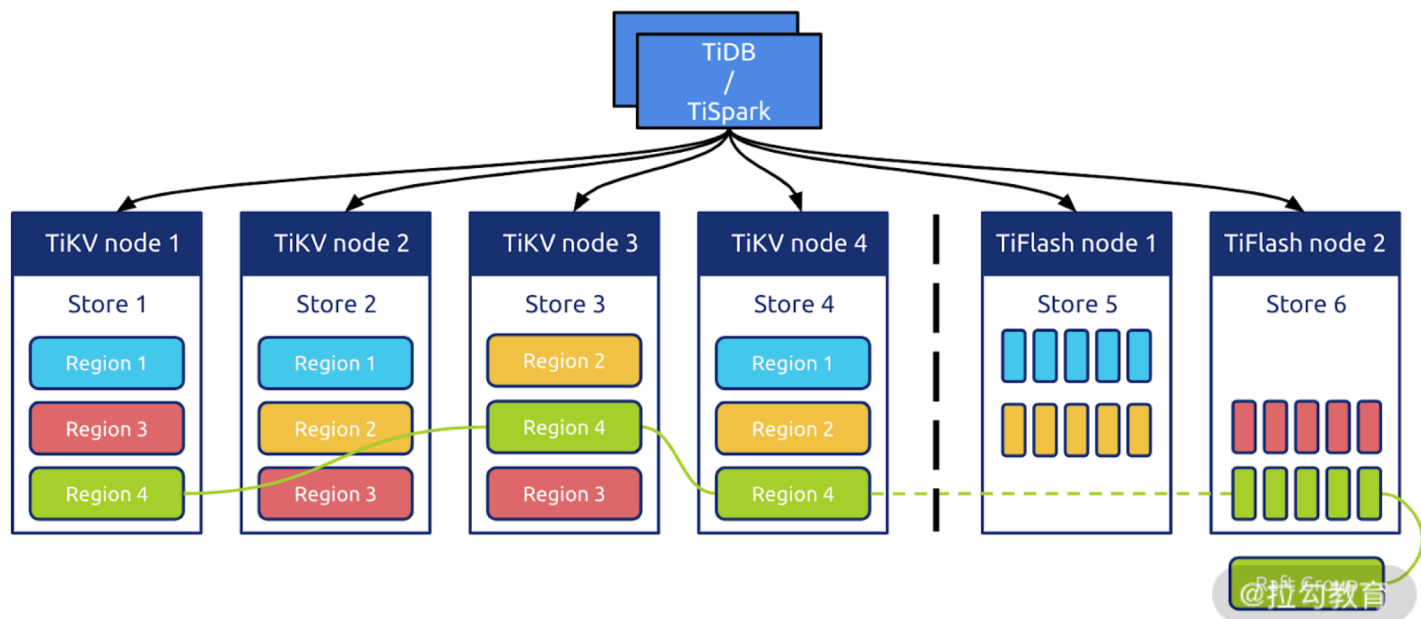 TiDB
/
TiSpark
TiKV node 1
TiKV node 2
TiKV node 3
TiKV node 4
TiFlash node 1
TiFlash node 2
Store 1
Store 2
Store 3
Store 4
Store 5
Store 6
Region 1
Region 1
Region 2
Region 1
Region 3
Region 2
Region 4
Region 2
Region 4
Region 3
Region 3
Region 4
Raft Group
@拉勾教育